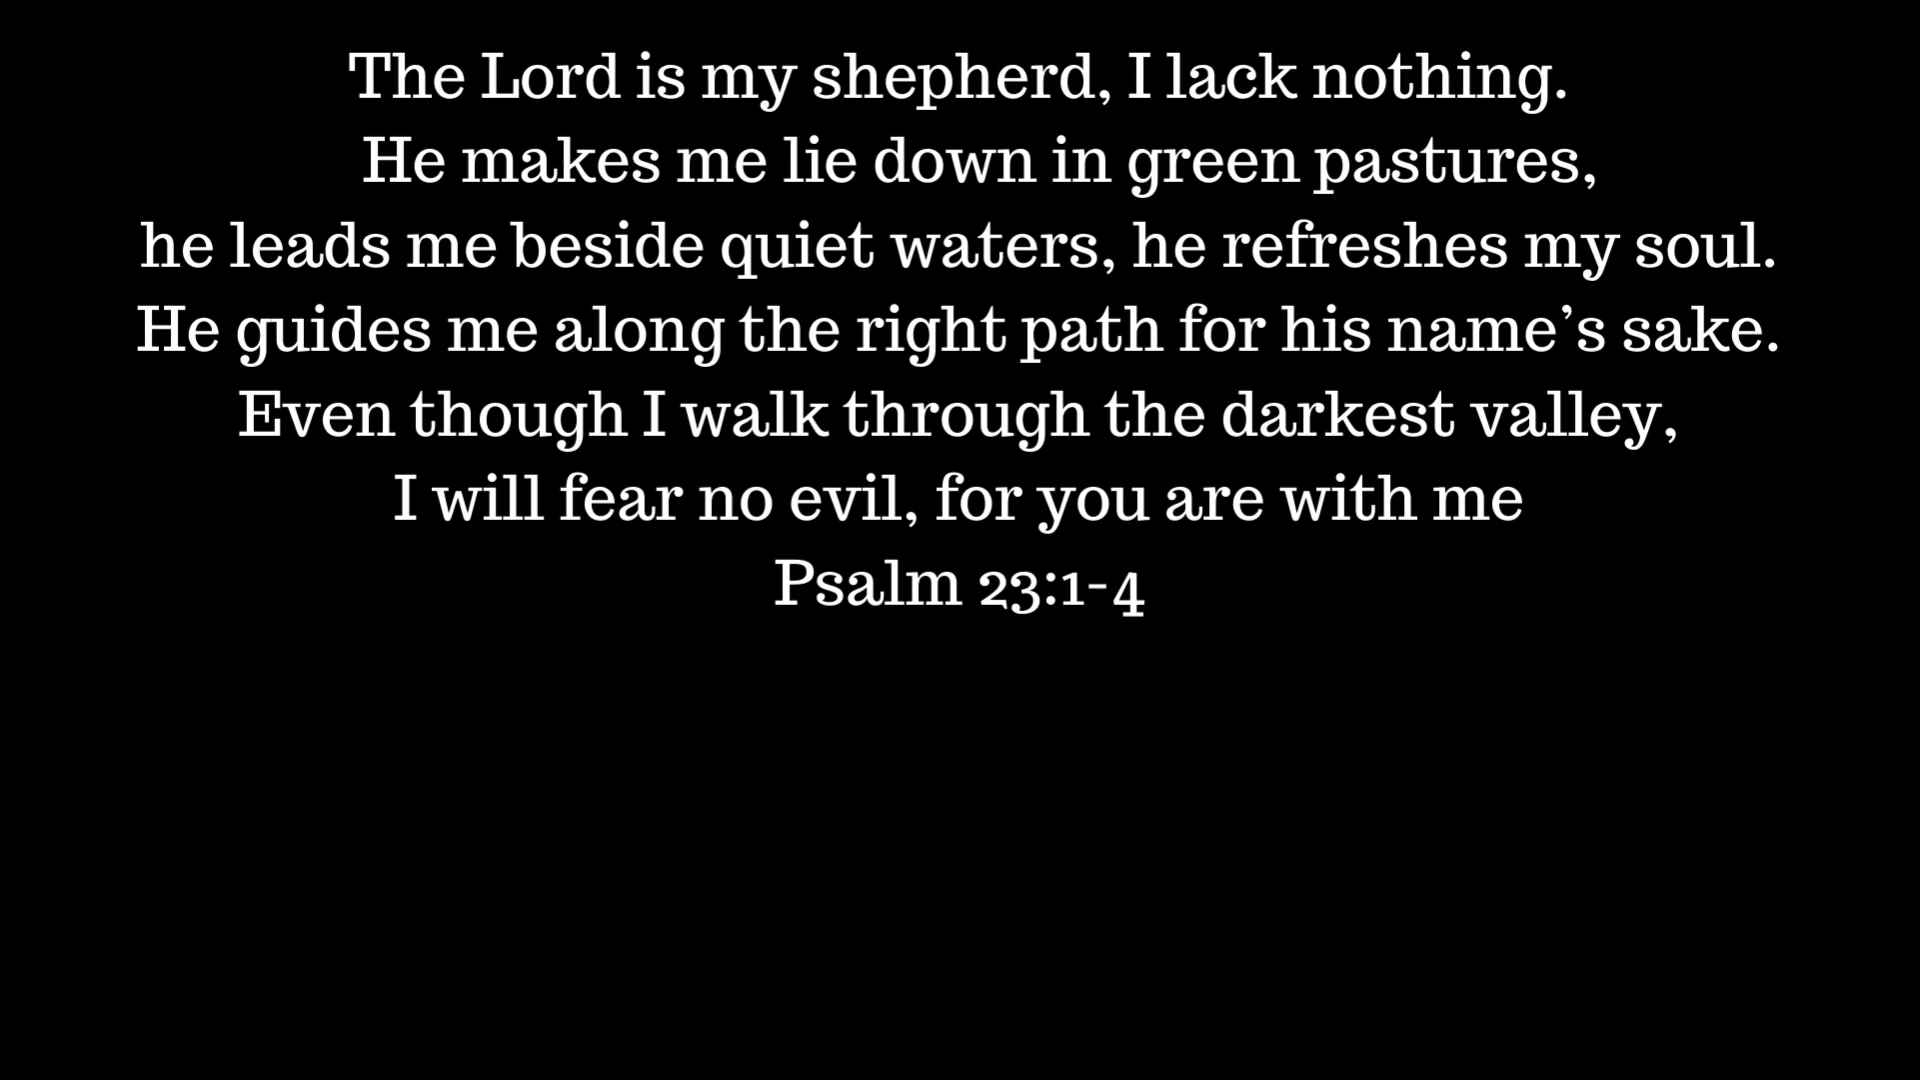 The Lord is my shepherd, I lack nothing.
He makes me lie down in green pastures,
he leads me beside quiet waters, he refreshes my soul.
He guides me along the right path for his name’s sake.
Even though I walk through the darkest valley,
I will fear no evil, for you are with me
Psalm 23:1-4